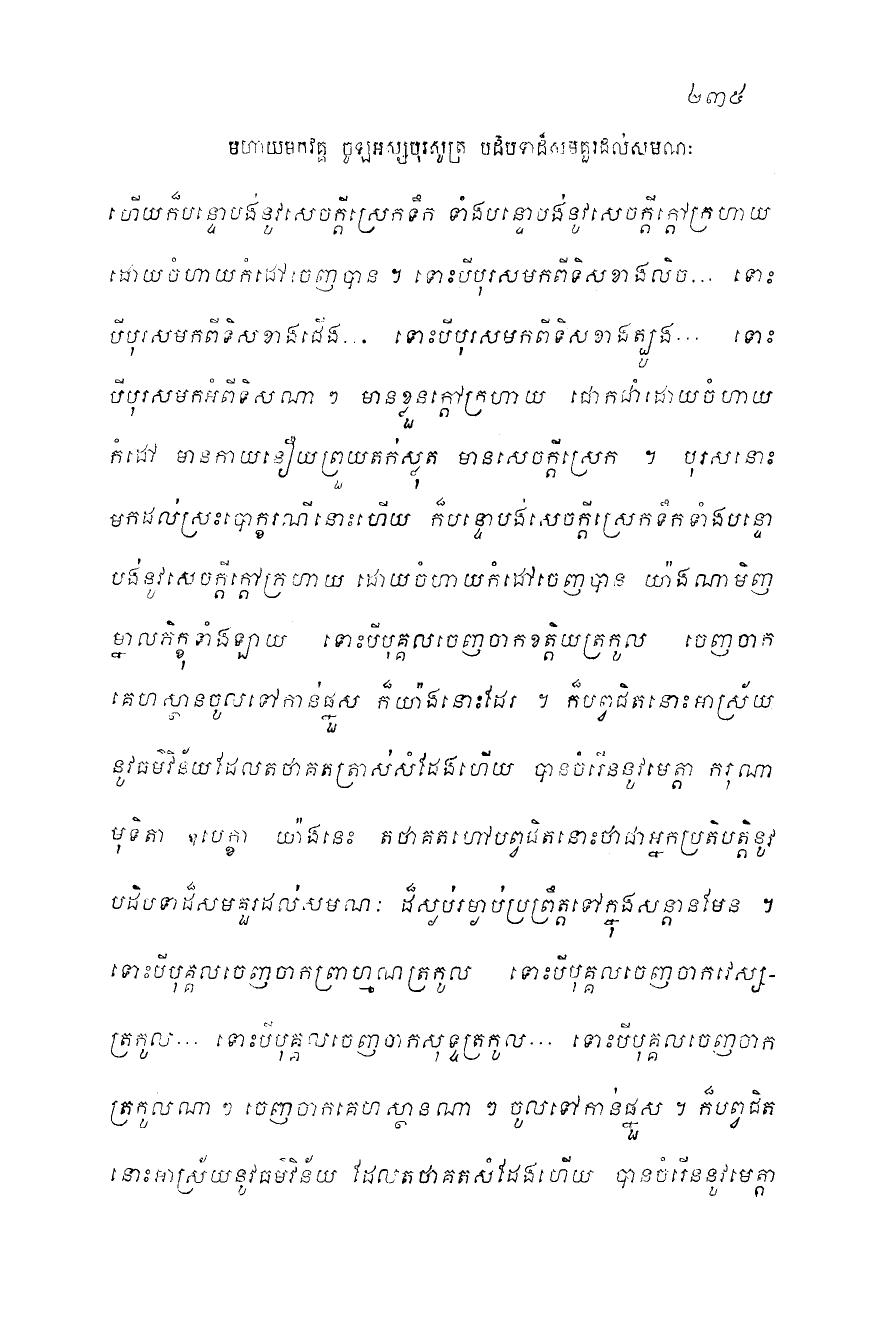 ២៣៥
មហាយមកវគ្គ ចូឡអស្សបុរសូត្រ បដិបទាដ៏សមគួរដល់សមណៈ
ហើយក៏បន្ទោបង់នូវសេចក្តីស្រេកទឹក ទាំងបន្ទោបង់នូវសេចក្តីក្តៅក្រហាយ
ដោយចំហាយកំដៅចេញបាន ។ ទោះបីបុរសមកពីទិសខាងលិច... ទោះ
បីបុរសមកពីទិសខាងជើង... ទោះបីបុរសមកពីទិសខាងត្បូង... ទោះ
បីបុរសមកអំពីទិសណា ៗ មានខ្លួនក្តៅក្រហាយ ជោកជាំដោយចំហាយ
កំដៅ មានកាយនឿយព្រួយតក់ស្លុត មានសេចក្តីស្រេក ។ បុរសនោះ
មកដល់ស្រះបោក្ខរណីនោះហើយ ក៏បន្ទោបង់សេចក្តីស្រេកទឹកទាំងបន្ទោ
បង់នូវសេចក្តីក្តៅក្រហាយ ដោយចំហាយកំដៅចេញបាន យ៉ាងណាមិញ
ម្នាលភិក្ខុទាំងឡាយ ទោះបីបុគ្គលចេញចាកខត្តិយត្រកូល ចេញចាក
គេហស្ថានចូលទៅកាន់ផ្នួស ក៏យ៉ាងនោះដែរ ។ ក៏បព្វជិតនោះអាស្រ័យ
នូវធម៌វិន័យដែលតថាគតត្រាស់សំដែងហើយ បានចំរើននូវមេត្តា ករុណា
មុទិតា ឧបេក្ខា យ៉ាងនេះ តថាគតហៅបព្វជិតនោះថាជាអ្នកប្រតិបត្តិនូវ
បដិបទាដ៏សមគួរដល់សមណៈ ដ៏ស្ងប់រម្ងាប់ប្រព្រឹត្តទៅក្នុងសន្តានមែន ។
ទោះបីបុគ្គលចេញចាកព្រាហ្មណត្រកូល ទោះបីបុគ្គលចេញចាកវេស្ស-
ត្រកូល... ទោះបីបុគ្គលចេញចាកសុទ្ទត្រកូល... ទោះបីបុគ្គលចេញចាក
ត្រកូលណា ៗ ចេញចាកគេហស្ថានណា ៗ ចូលទៅកាន់ផ្នួស ។ ក៏បព្វជិត
នោះអាស្រ័យនូវធម៌វិន័យ ដែលតថាគតសំដែងហើយ បានចំរើននូវមេត្តា